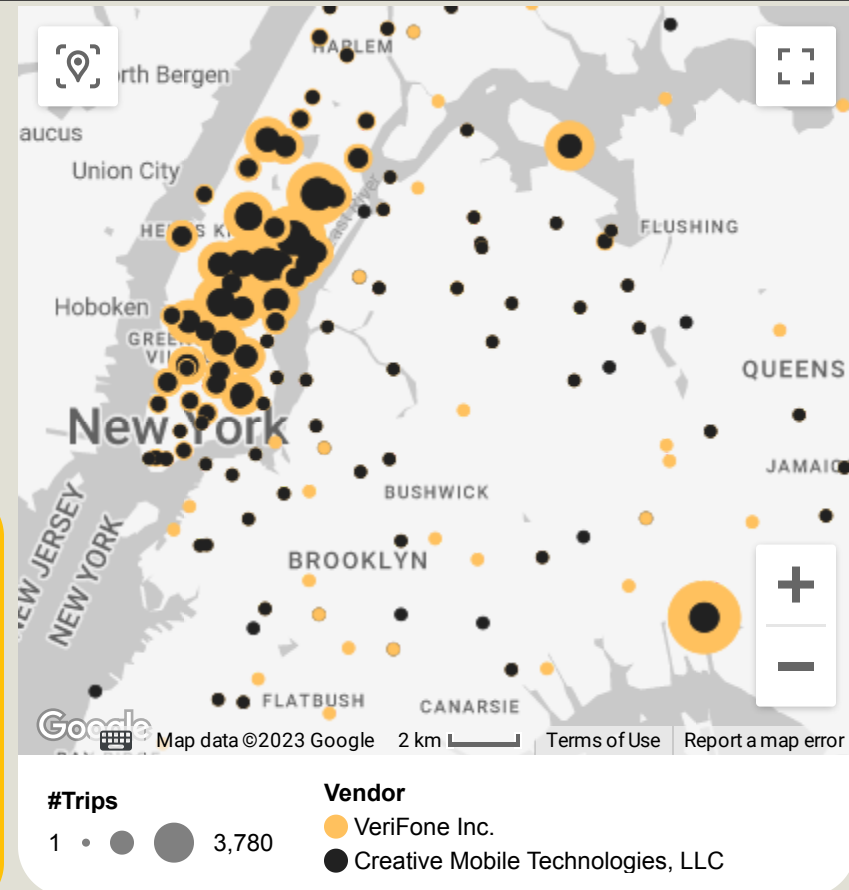 HARLEM
rth Bergen
aucus
Union City
FLUSHING
Hoboken
QUEENS
New York
JAMAIC
BUSHWICK
NEW JERSEY
NEW YORK
BROOKLYN
FLATBUSH
CANARSIE
Google
Map data ©2023 Google 2 km Terms of Use Report a map error
#Trips
1 3,780
Vendor
VeriFone Inc.
Creative Mobile Technologies, LLC